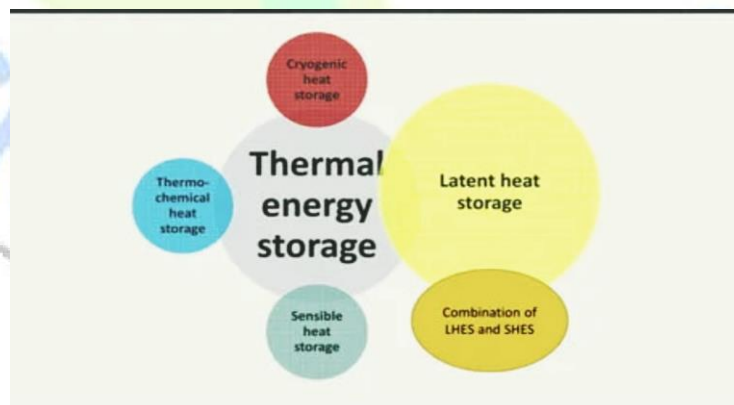 Cryogenic
heat
storage
Thermal
energy
storage
Latent heat
storage
Thermo-
chemical
heat
storage
Sensible
heat
storage
Combination of
LHES and SHES